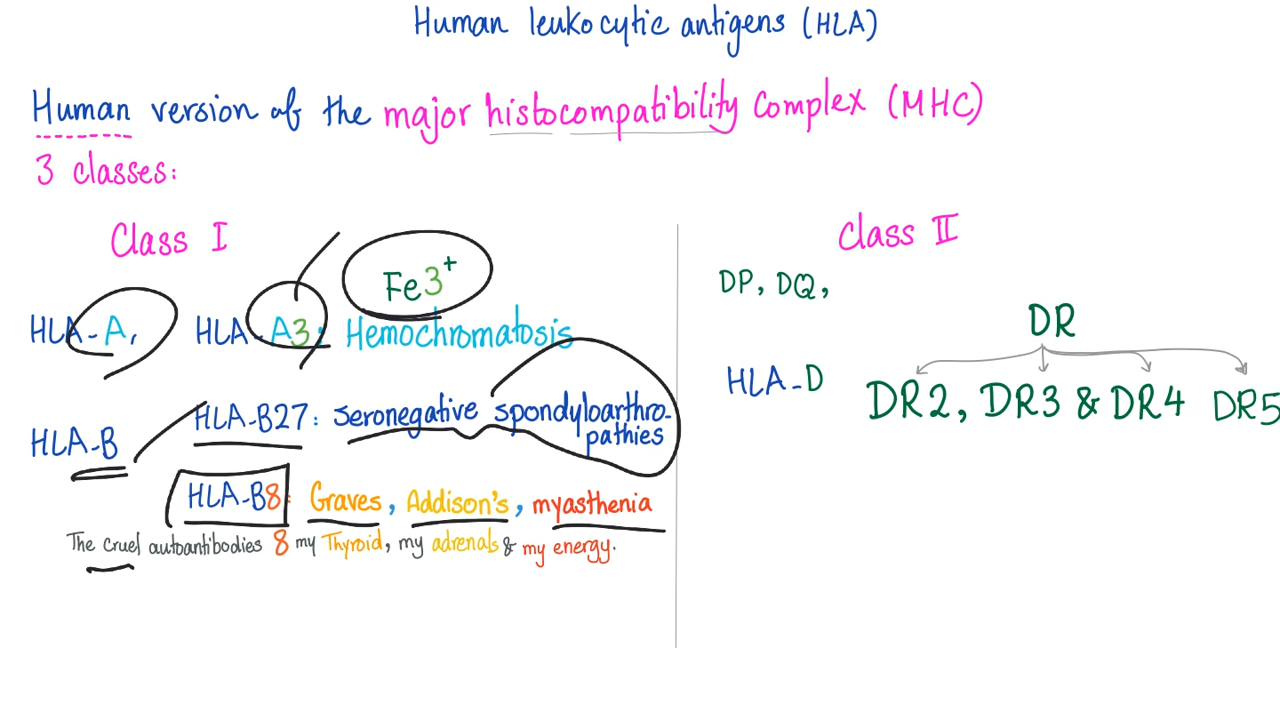 Human leukocytic antigens (HLA)
Human version of the major histocompatibility Complex (MHC)
3 classes:
Class I
HLA-A, HLA-A3: Fe3+ Hemochromatosis
HLA-B
HLA-B27: seronegative spondyloarthro-
pathies
HLA-B8: Graves, Addison's, myasthenia
The cruel autoantibodies 8 my Thyroid, my adrenals & my energy.
Class II
DP, DQ,
DR
HLA-D
DR2, DR3 & DR4 DR5